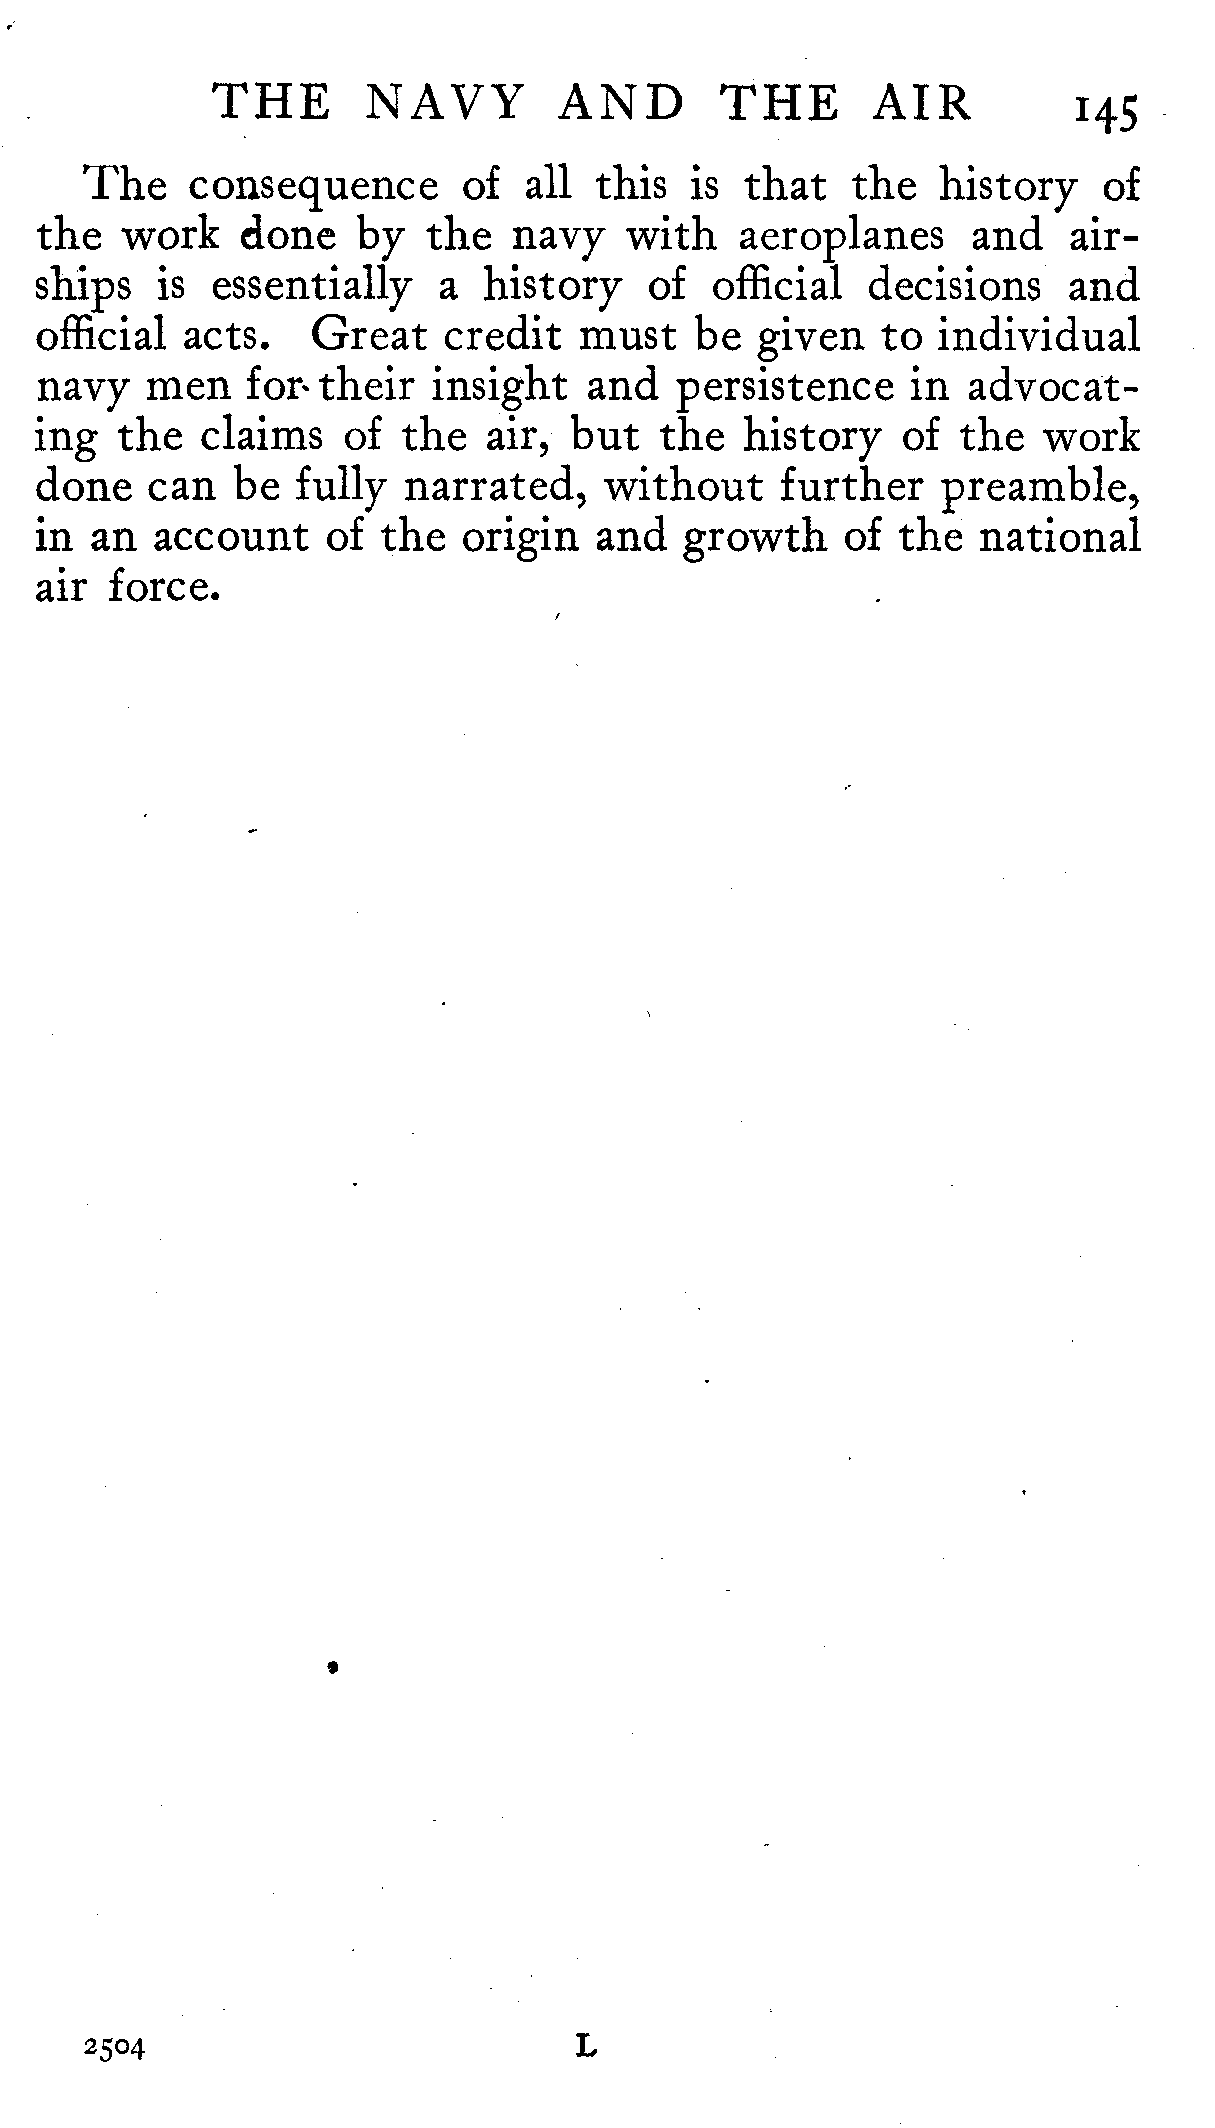 THE NAVY AND THE AIR 145
The consequence of all this is that the history of
the work done by the navy with aeroplanes and air-
ships is essentially a history of official decisions and
official acts. Great credit must be given to individual
navy men for their insight and persistence in advocat-
ing the claims of the air, but the history of the work
done can be fully narrated, without further preamble,
in an account of the origin and growth of the national
air force.
2504 L